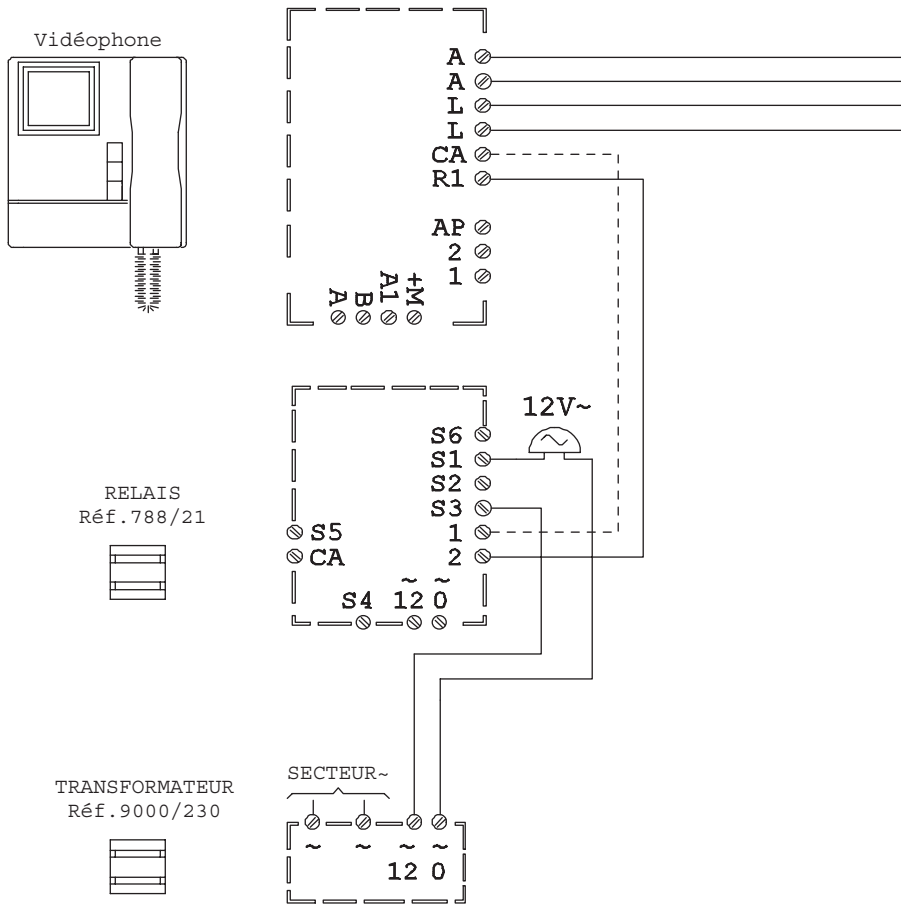 Vidéophone
A
A
L
L
CA
R1
AP
2
1
A
B
A1
+M
12V~
S6
S1
S2
S3
1
2
S5
CA
~ ~
S4 12 0
RELAIS
Réf.788/21
SECTEUR~
TRANSFORMATEUR
Réf.9000/230
~ ~ ~ ~
12 0